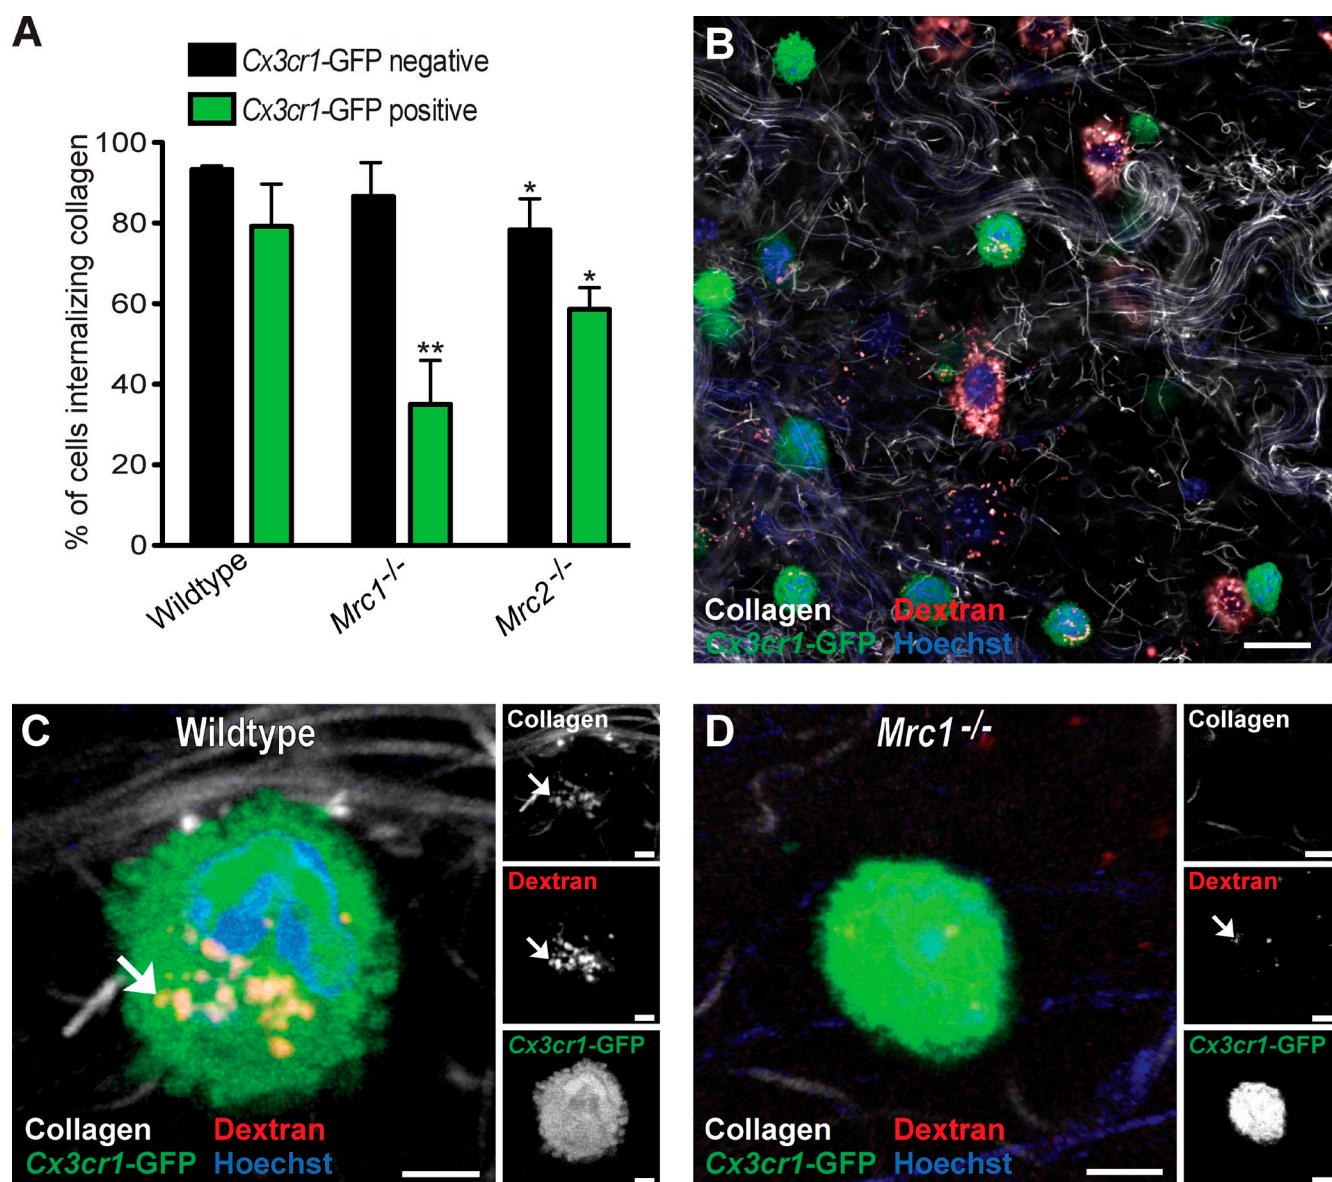 A
Cx3cr1-GFP negative
Cx3cr1-GFP positive
% of cells internalizing collagen
100
80
60
40
20
0
**
*
*
Wildtype
Mrc1-/-
Mrc2-/-
B
Collagen Dextran
Cx3cr1-GFP Hoechst
C
Wildtype
Collagen Dextran
Cx3cr1-GFP Hoechst
Collagen
Dextran
Cx3cr1-GFP
D
Mrc1-/-
Collagen Dextran
Cx3cr1-GFP Hoechst
Collagen
Dextran
Cx3cr1-GFP